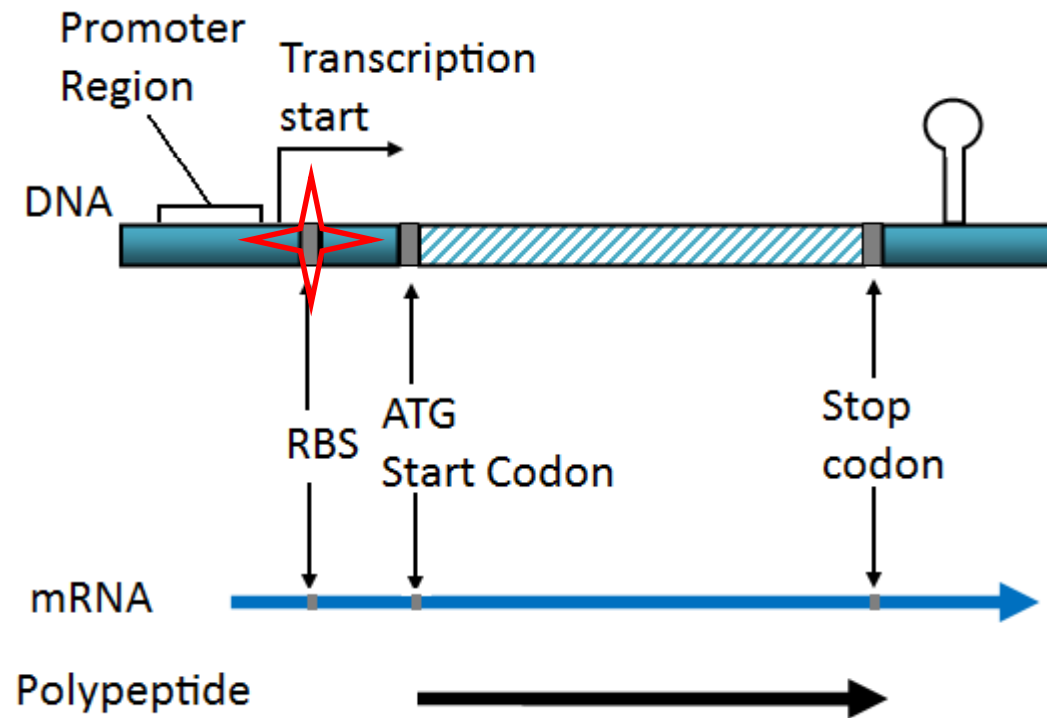 Promoter
Region
Transcription
start
DNA
RBS
ATG
Start Codon
Stop
codon
mRNA
Polypeptide